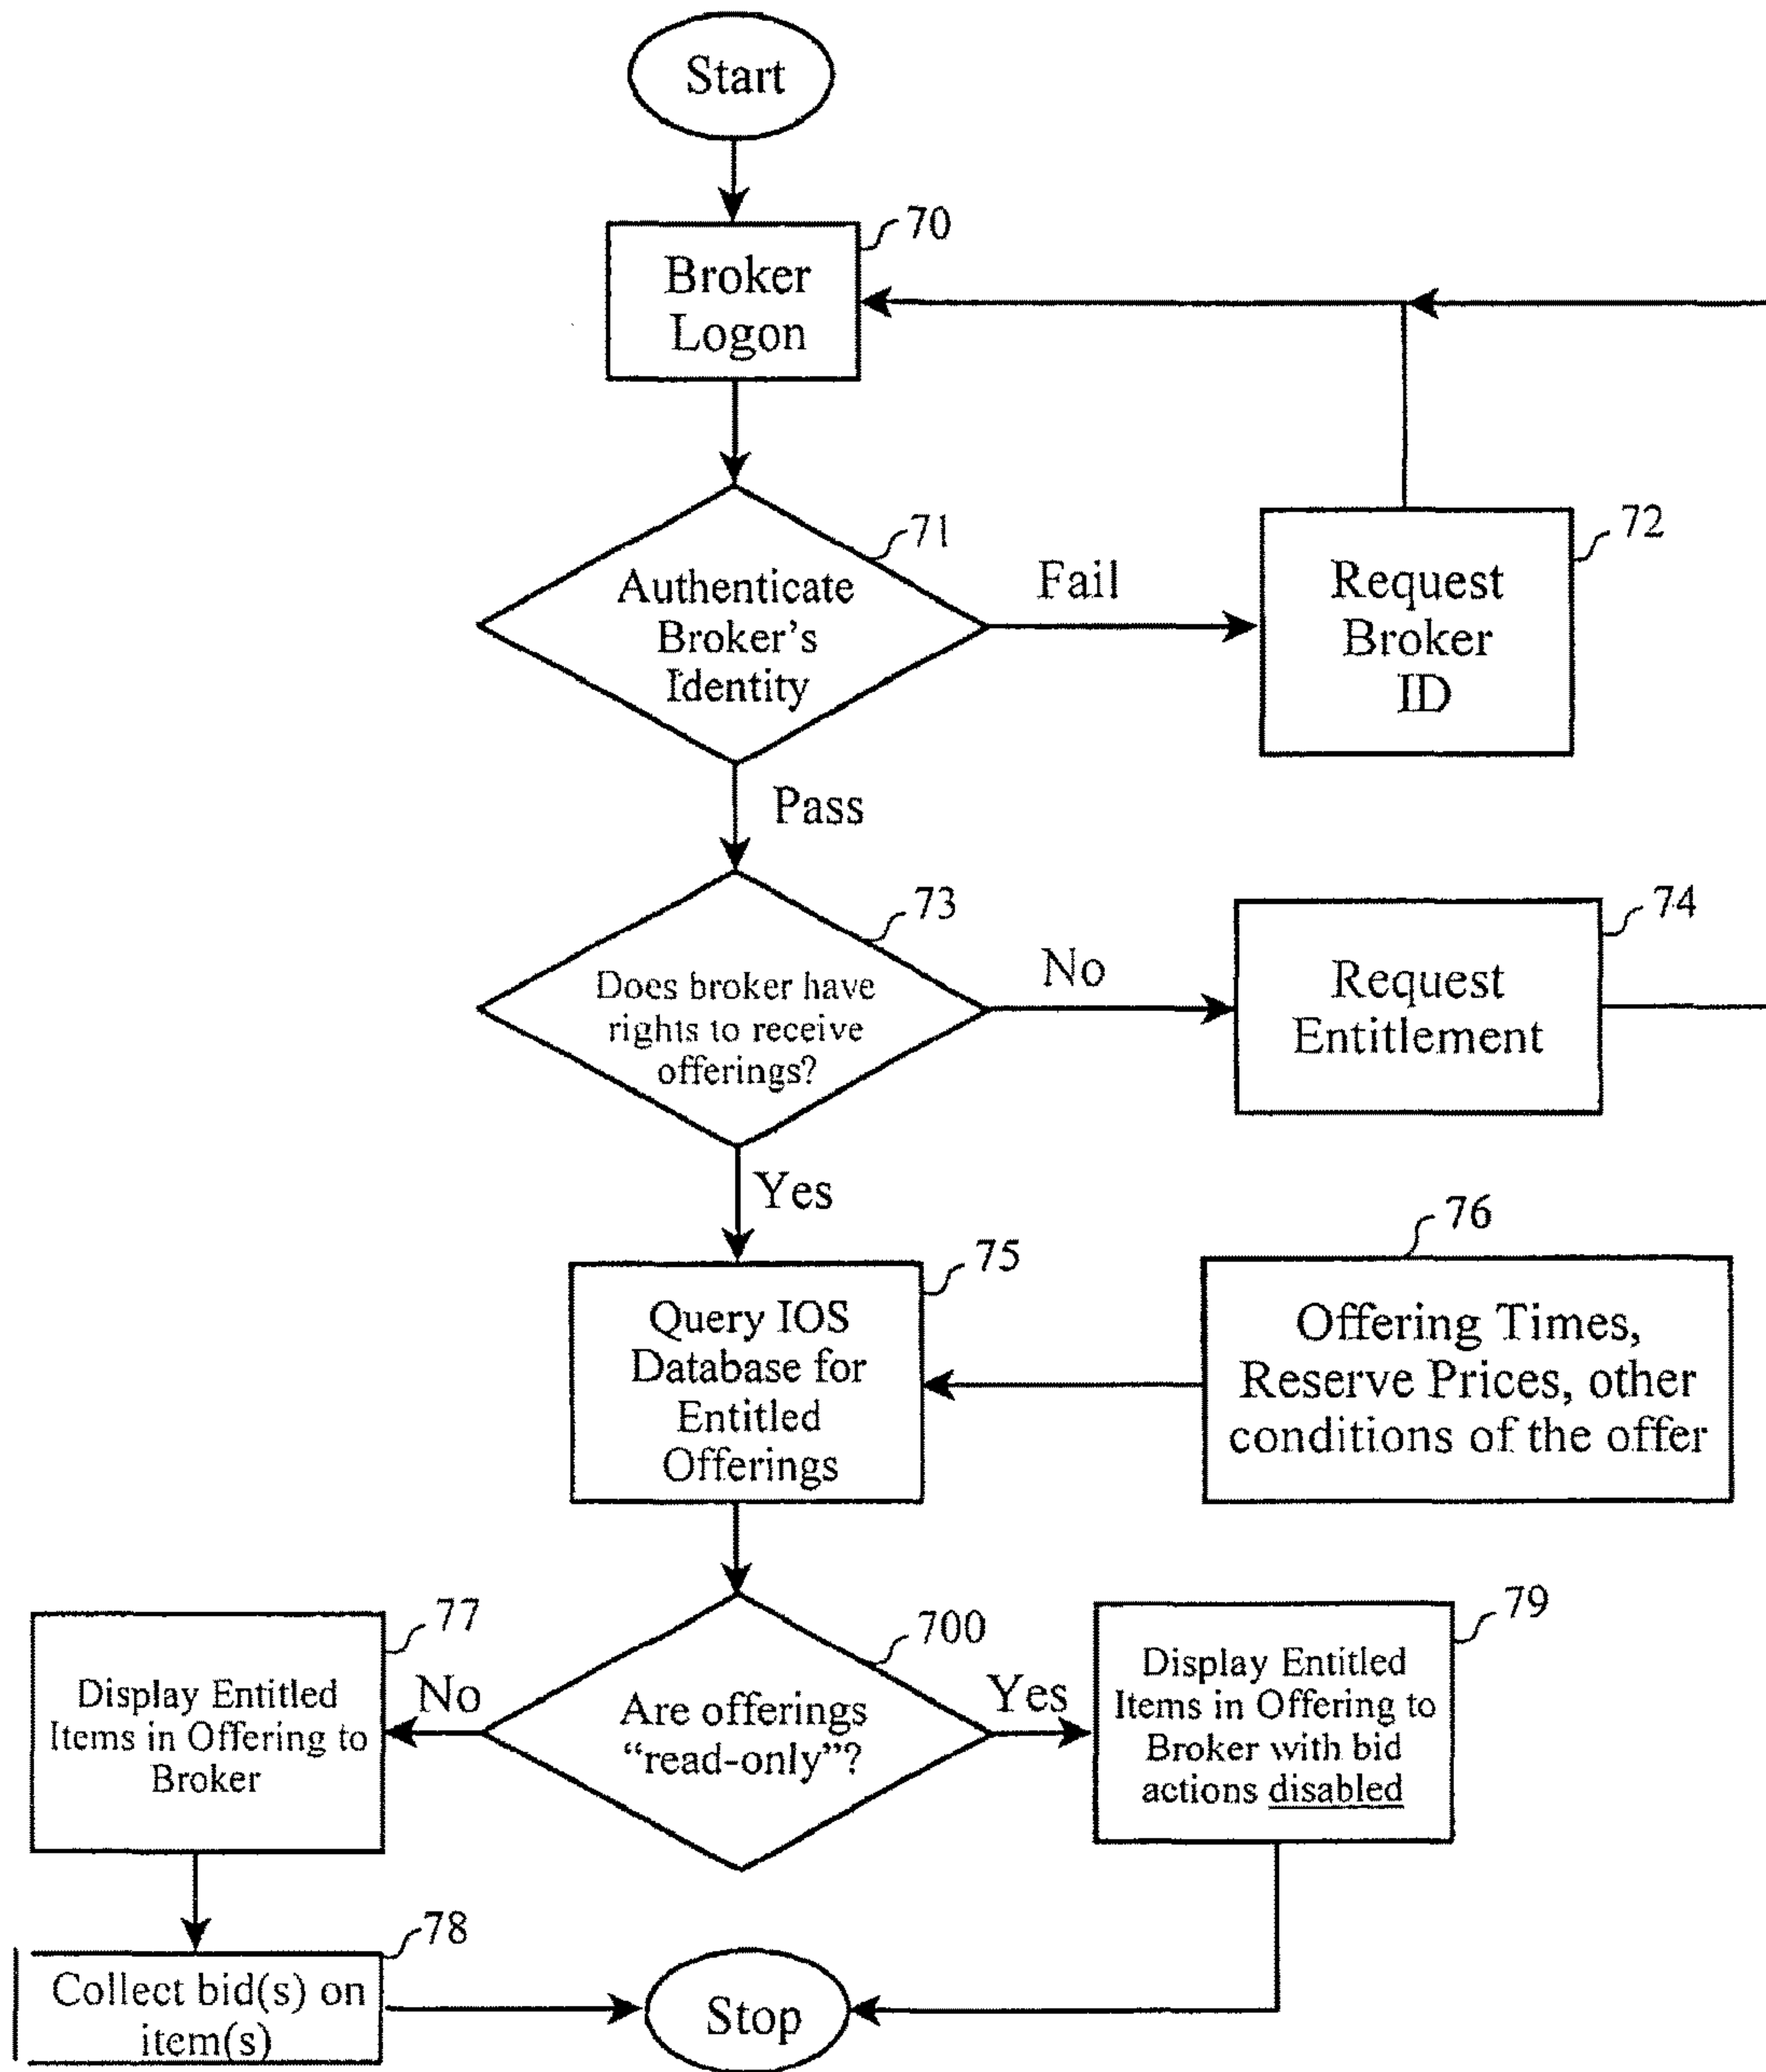 Start
70
Broker
Logon
71
Authenticate
Broker's
Identity
Fail
72
Request
Broker
ID
Pass
73
Does broker have
rights to receive
offerings?
No
74
Request
Entitlement
Yes
75
Query IOS
Database for
Entitled
Offerings
76
Offering Times,
Reserve Prices, other
conditions of the offer
77
Display Entitled
Items in Offering to
Broker
No
700
Are offerings
“read-only”?
Yes
79
Display Entitled
Items in Offering to
Broker with bid
actions disabled
78
Collect bid(s) on
item(s)
Stop